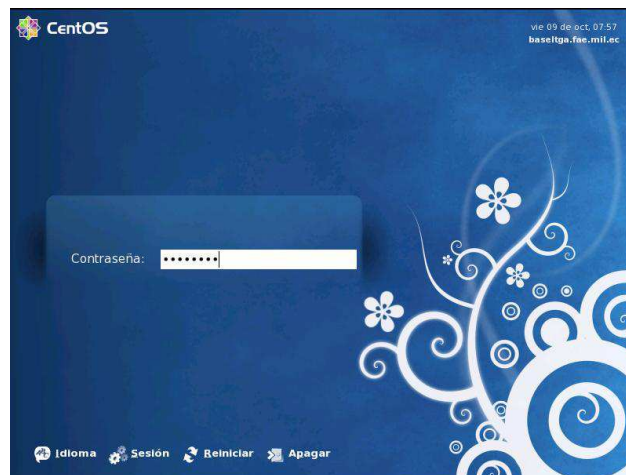 CentOS
vie 09 de oct, 07:57
baseltga.fae.mil.ec
Contraseña: ••••••••
Idioma Sesión Reiniciar Apagar